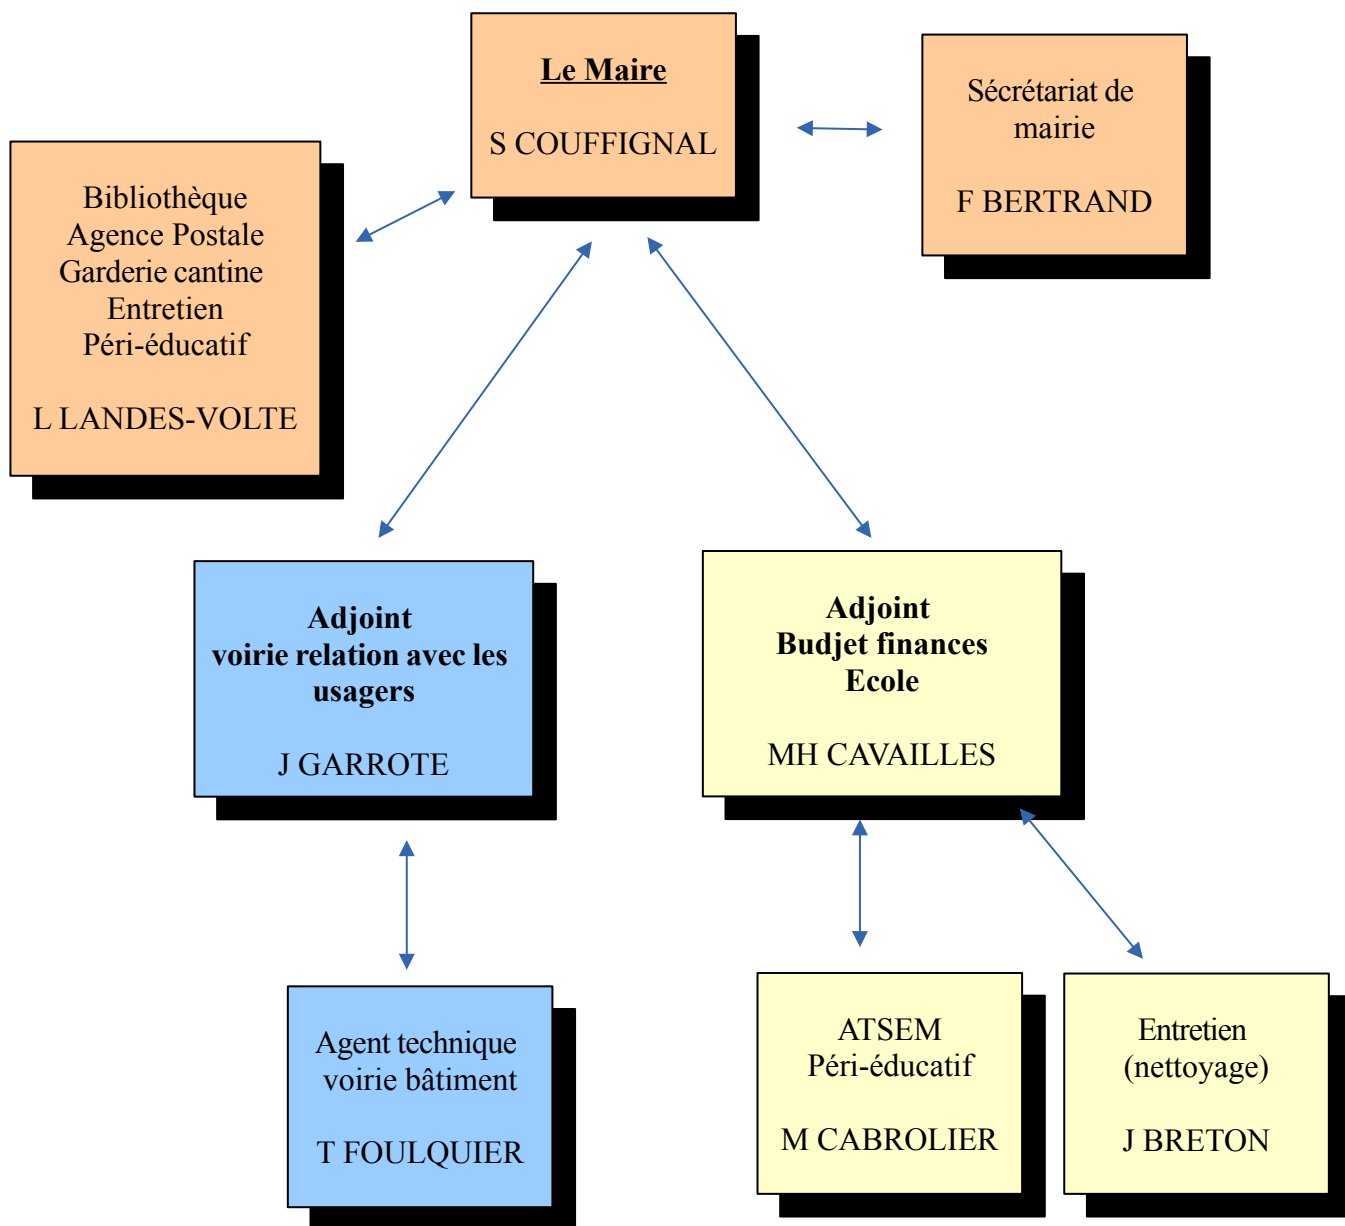 Le Maire
S COUFFIGNAL
Sécrétariat de
mairie
F BERTRAND
Bibliothèque
Agence Postale
Garderie cantine
Entretien
Péri-éducatif
L LANDES-VOLTE
Adjoint
voirie relation avec les
usagers
J GARROTE
Adjoint
Budjet finances
Ecole
MH CAVAILLES
Agent technique
voirie bâtiment
T FOULQUIER
ATSEM
Péri-éducatif
M CABROLIER
Entretien
(nettoyage)
J BRETON